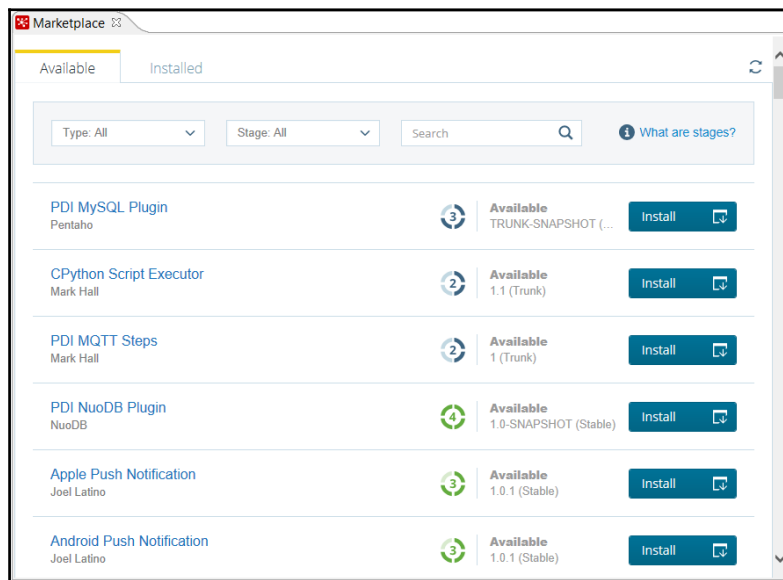 Marketplace
Available Installed
Type: All Stage: All Search What are stages?
PDI MySQL Plugin
Pentaho
3
Available
TRUNK-SNAPSHOT (...
Install
CPython Script Executor
Mark Hall
2
Available
1.1 (Trunk)
Install
PDI MQTT Steps
Mark Hall
2
Available
1 (Trunk)
Install
PDI NuoDB Plugin
NuoDB
4
Available
1.0-SNAPSHOT (Stable)
Install
Apple Push Notification
Joel Latino
3
Available
1.0.1 (Stable)
Install
Android Push Notification
Joel Latino
3
Available
1.0.1 (Stable)
Install